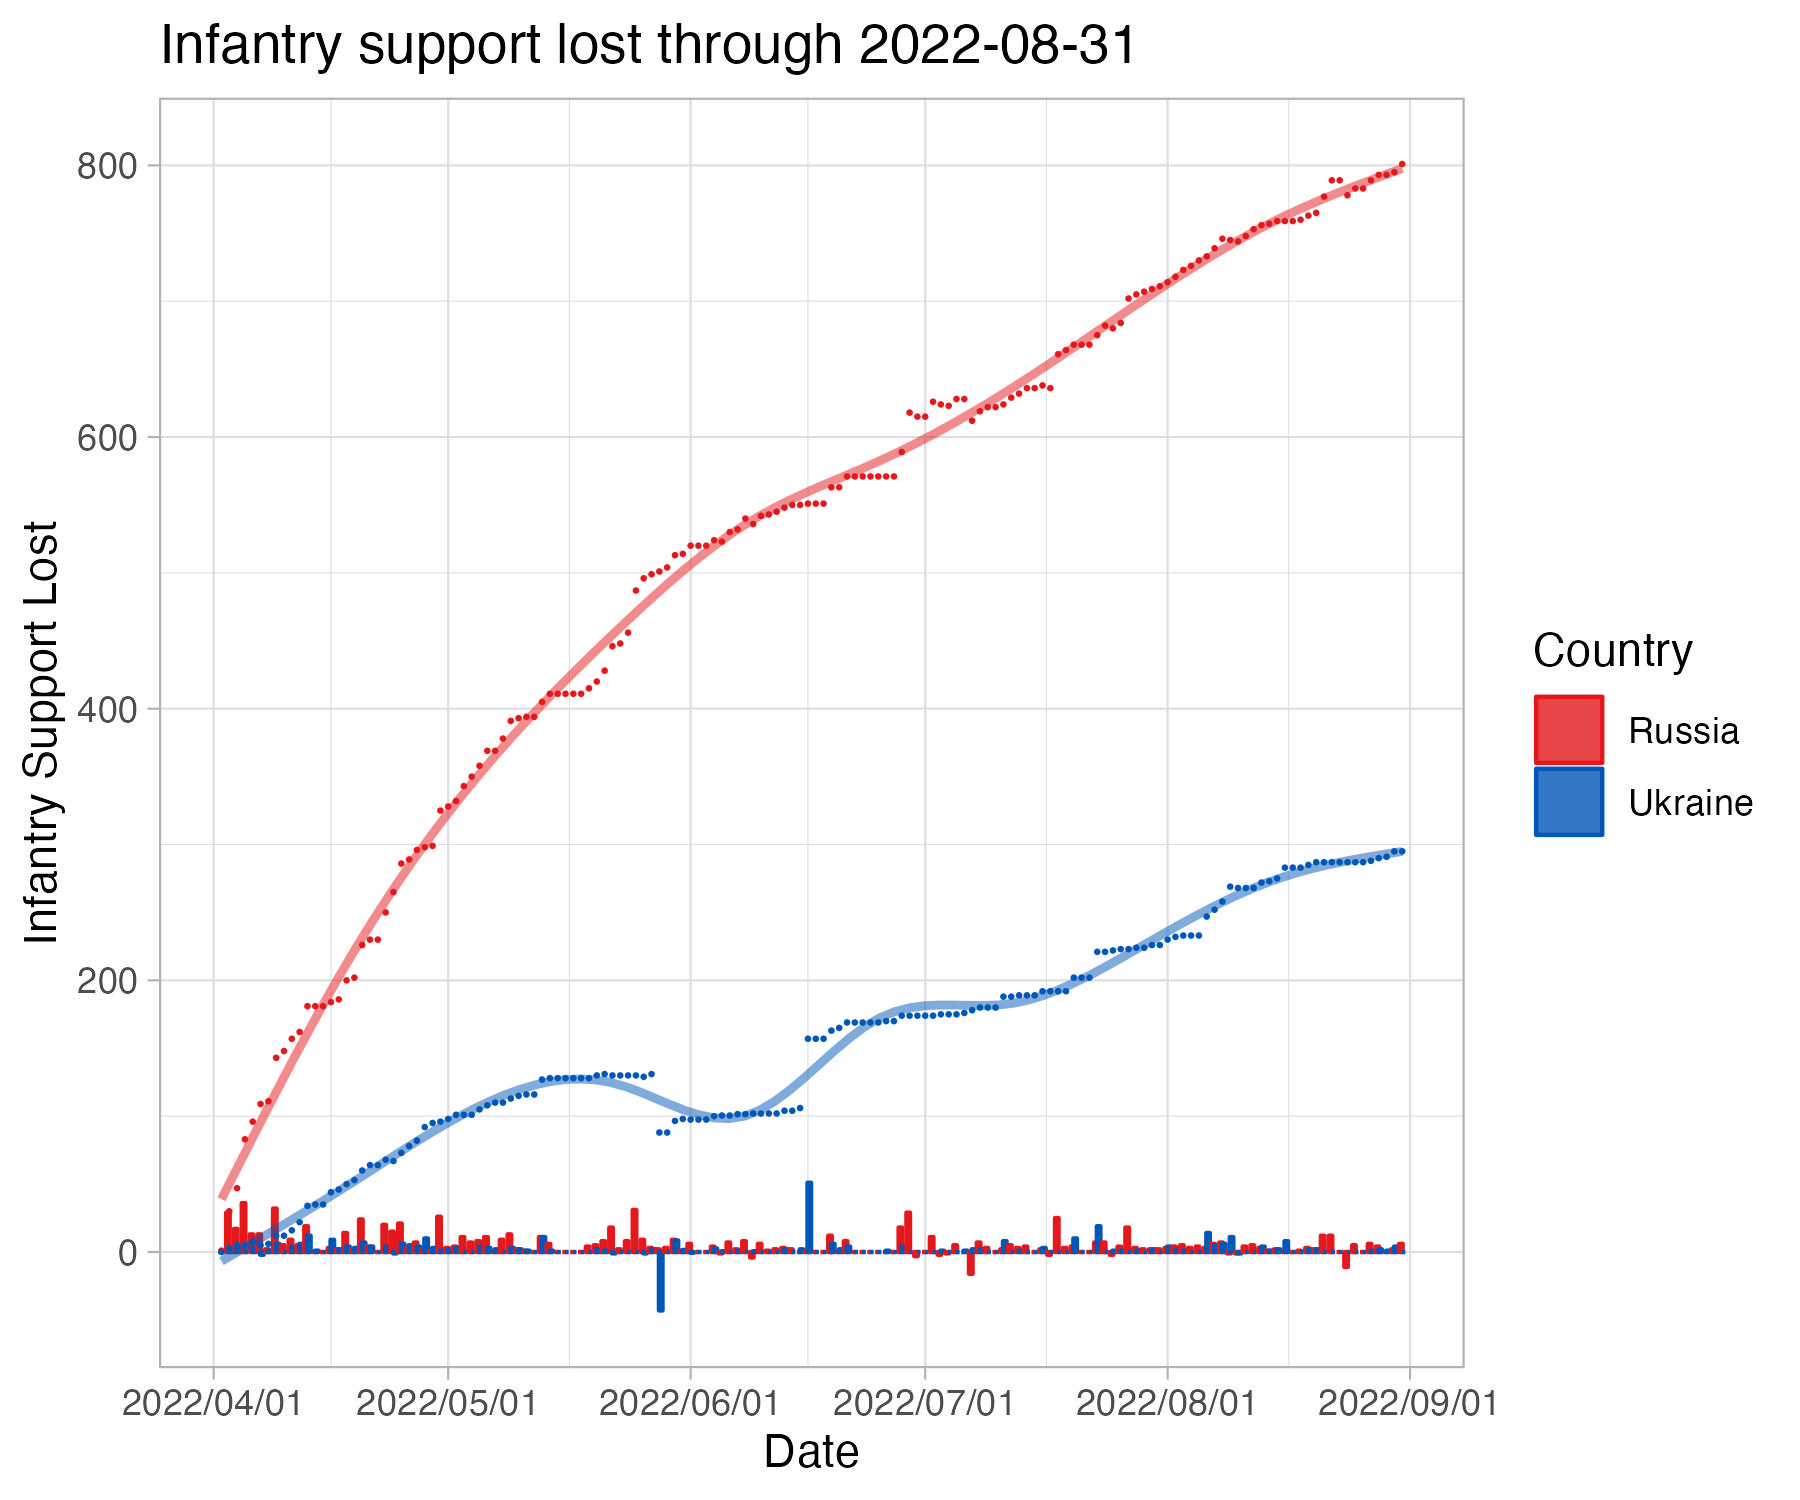 Infantry support lost through 2022-08-31
Infantry Support Lost
800
600
400
200
0
2022/04/01 2022/05/01 2022/06/01 2022/07/01 2022/08/01 2022/09/01
Date
Country
Russia
Ukraine